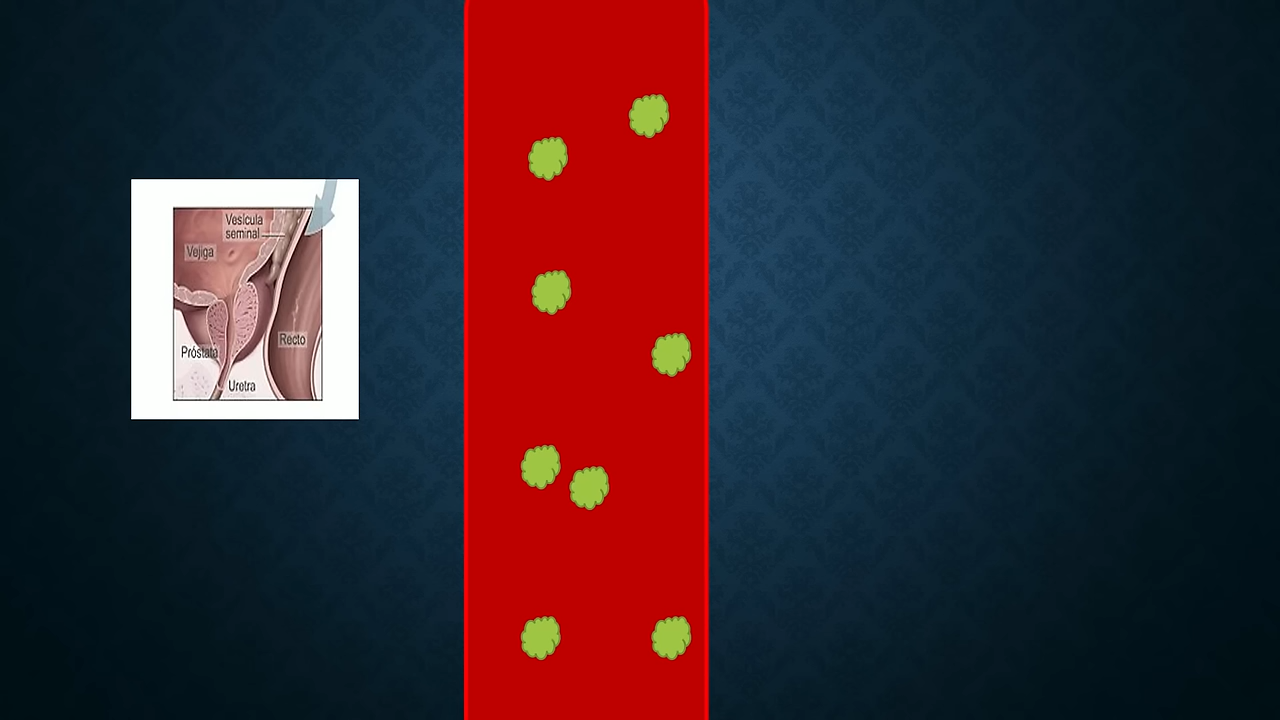 Vesícula
seminal
Vejiga
Recto
Próstata
Uretra